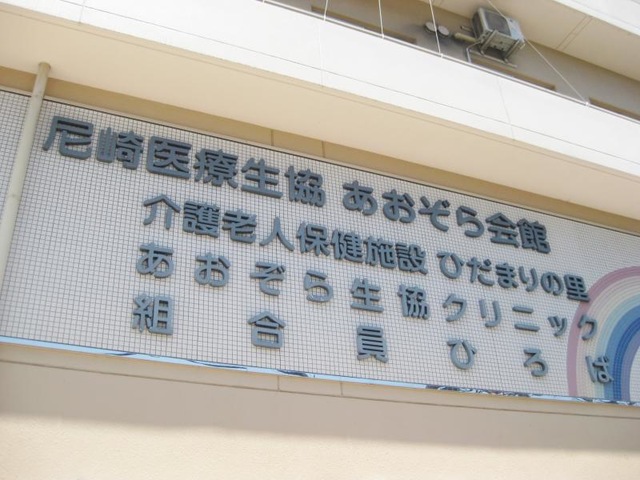 尼崎医療生協 あおぞら会館
介護老人保健施設 ひだまりの里
あおぞら生協クリニック
組合員ひろば